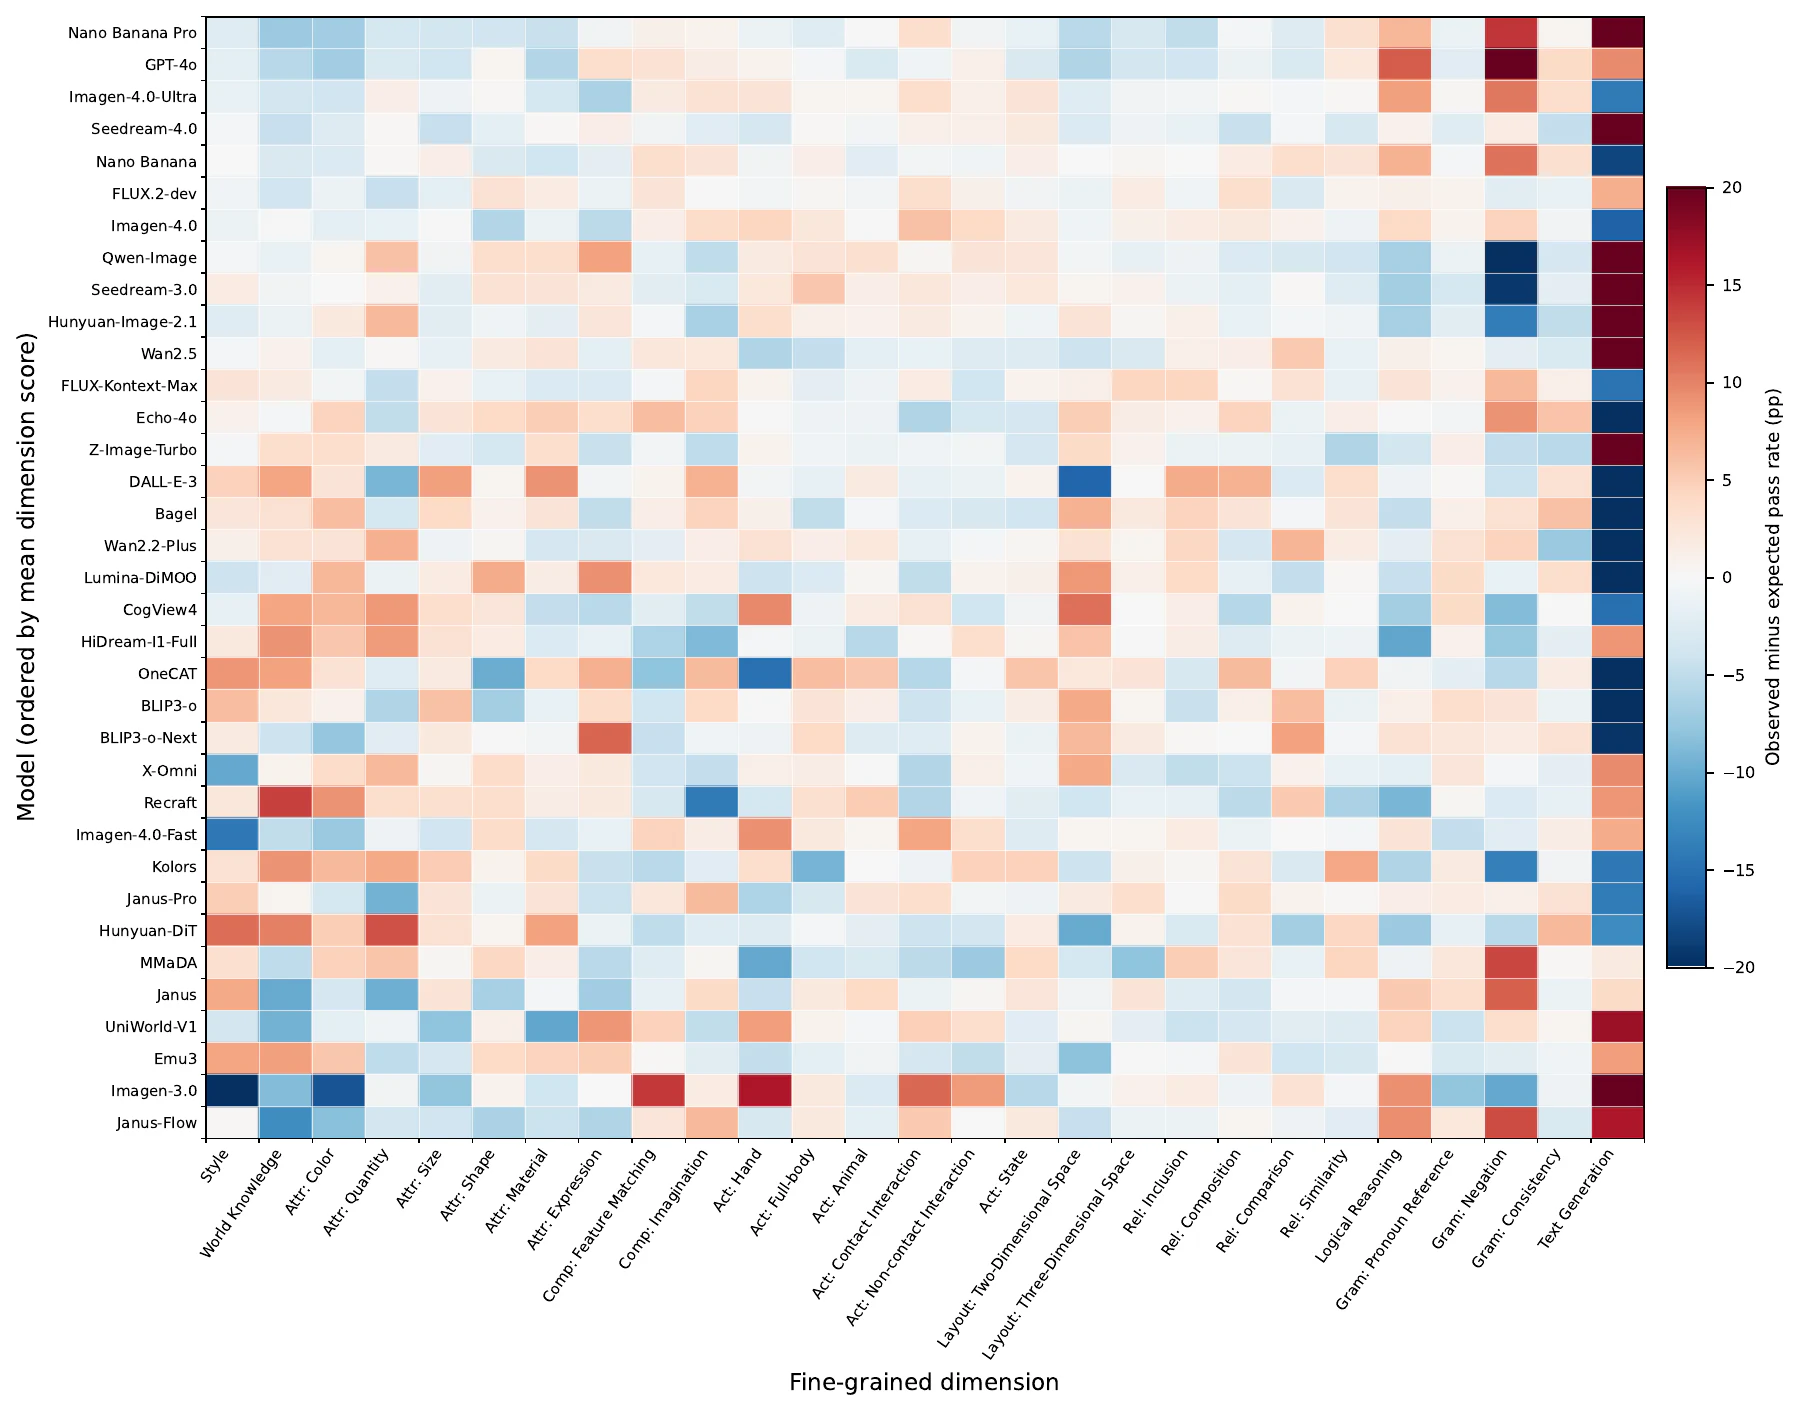 Model (ordered by mean dimension score)
Nano Banana Pro
GPT-4o
Imagen-4.0-Ultra
Seedream-4.0
Nano Banana
FLUX.2-dev
Imagen-4.0
Qwen-Image
Seedream-3.0
Hunyuan-Image-2.1
Wan2.5
FLUX-Kontext-Max
Echo-4o
Z-Image-Turbo
DALL-E-3
Bagel
Wan2.2-Plus
Lumina-DiMOO
CogView4
HiDream-I1-Full
OneCAT
BLIP3-o
BLIP3-o-Next
X-Omni
Recraft
Imagen-4.0-Fast
Kolors
Janus-Pro
Hunyuan-DiT
MMaDA
Janus
UniWorld-V1
Emu3
Imagen-3.0
Janus-Flow
Style
World Knowledge
Attr: Color
Attr: Quantity
Attr: Size
Attr: Shape
Attr: Material
Attr: Expression
Comp: Feature Matching
Comp: Imagination
Act: Hand
Act: Full-body
Act: Animal
Act: Contact Interaction
Act: Non-contact Interaction
Act: State
Layout: Two-Dimensional Space
Layout: Three-Dimensional Space
Rel: Inclusion
Rel: Composition
Rel: Comparison
Rel: Similarity
Logical Reasoning
Gram: Pronoun Reference
Gram: Negation
Gram: Consistency
Text Generation
Fine-grained dimension
20
15
10
5
0
−5
−10
−15
−20
Observed minus expected pass rate (pp)